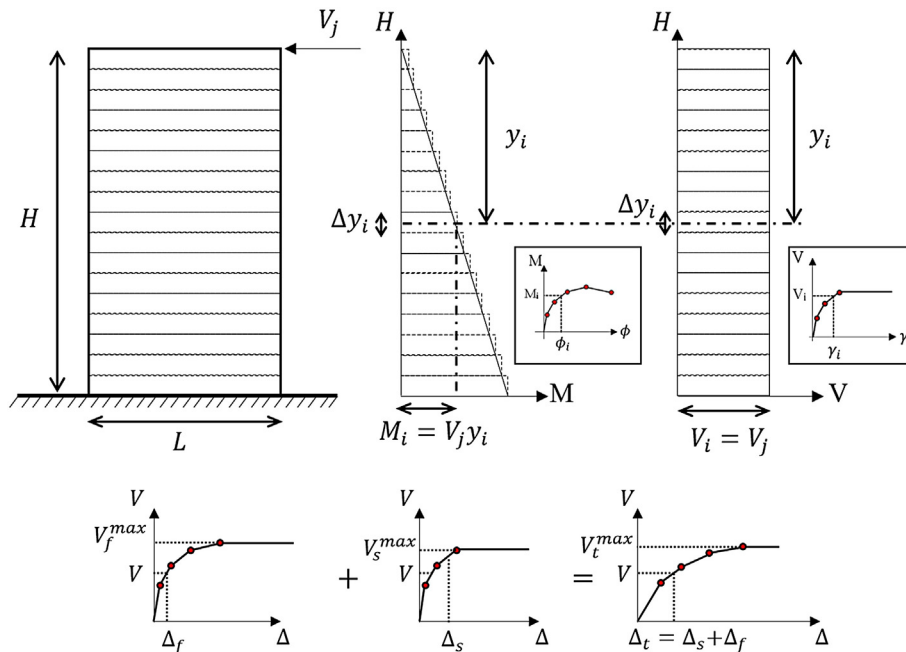 V_j
H
H
H
y_i
y_i
Δy_i
Δy_i
M
M_i
ϕ_i
ϕ
V
V_i
γ_i
γ
M
V
L
M_i = V_j y_i
V_i = V_j
V
V
V
V_f^{max}
V_s^{max}
V_t^{max}
V
+
V
=
V
Δ_f
Δ
Δ_s
Δ
Δ_t = Δ_s+Δ_f
Δ